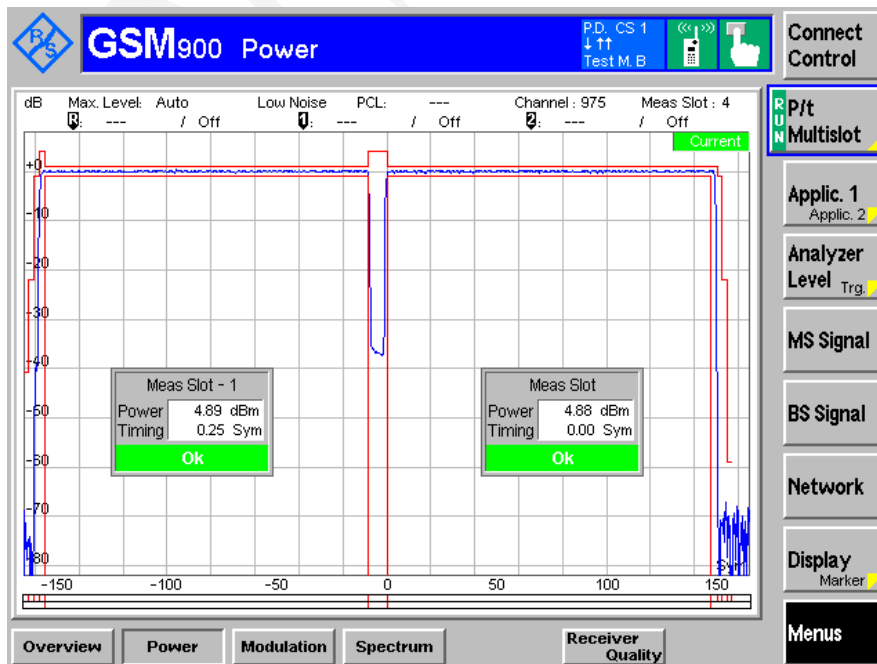 R&S
GSM900 Power
P.D. CS 1
↓ ↑↑
Test M. B
Connect Control
dB Max. Level: Auto Low Noise PCL: --- Channel : 975 Meas Slot : 4
R: --- / Off 1: --- / Off 2: --- / Off
Current
RUN
P/t Multislot
+0
-10
-20
-30
-40
-50
-60
-70
-80
Applic. 1
Applic. 2
Analyzer Level Trg.
MS Signal
BS Signal
Network
Display
Marker
Menus
Meas Slot - 1
Power 4.89 dBm
Timing 0.25 Sym
Ok
Meas Slot
Power 4.88 dBm
Timing 0.00 Sym
Ok
Sym
-150 -100 -50 0 50 100 150
Overview Power Modulation Spectrum Receiver Quality